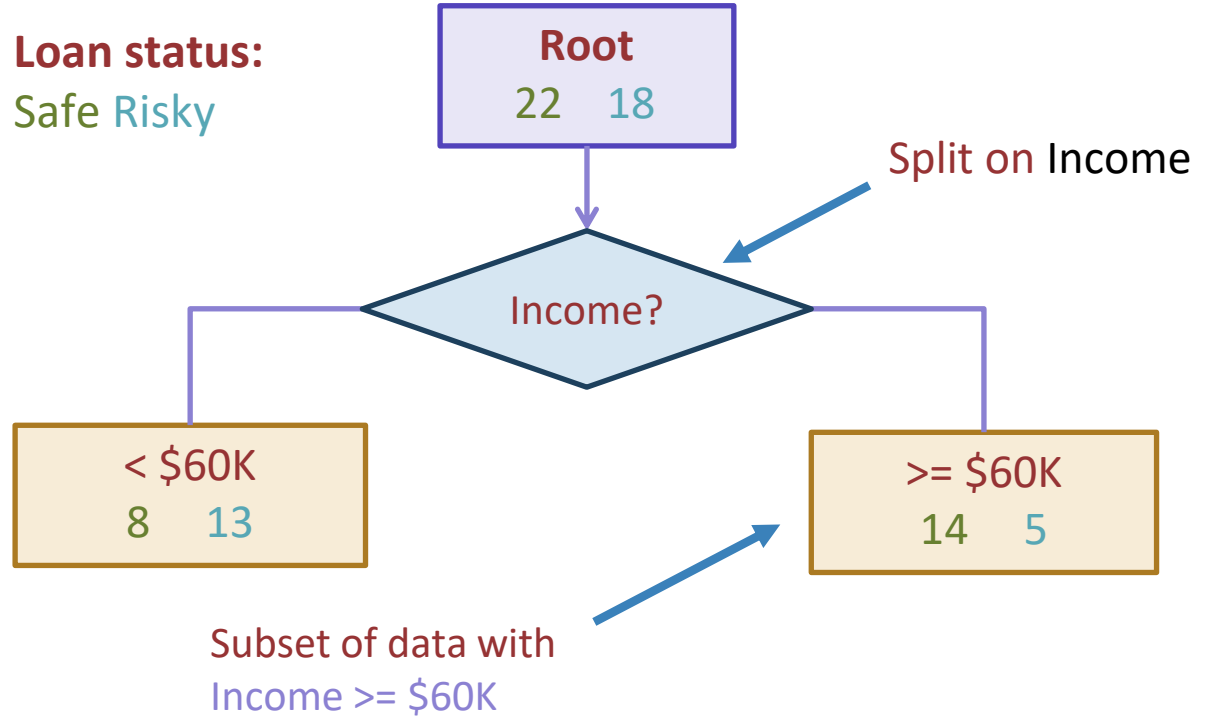 Loan status:
Safe Risky
Root
22 18
Split on Income
Income?
< $60K
8 13
>= $60K
14 5
Subset of data with
Income >= $60K